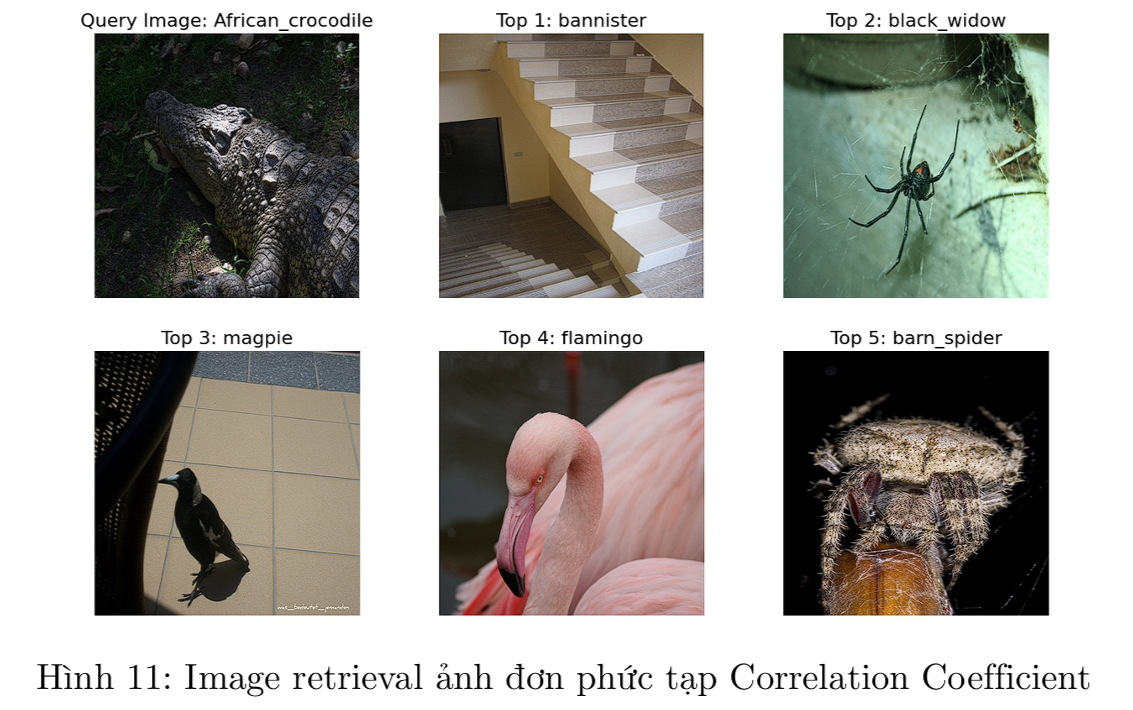 Query Image: African_crocodile
Top 1: bannister
Top 2: black_widow
Top 3: magpie
Top 4: flamingo
Top 5: barn_spider
Hình 11: Image retrieval ảnh đơn phức tạp Correlation Coefficient